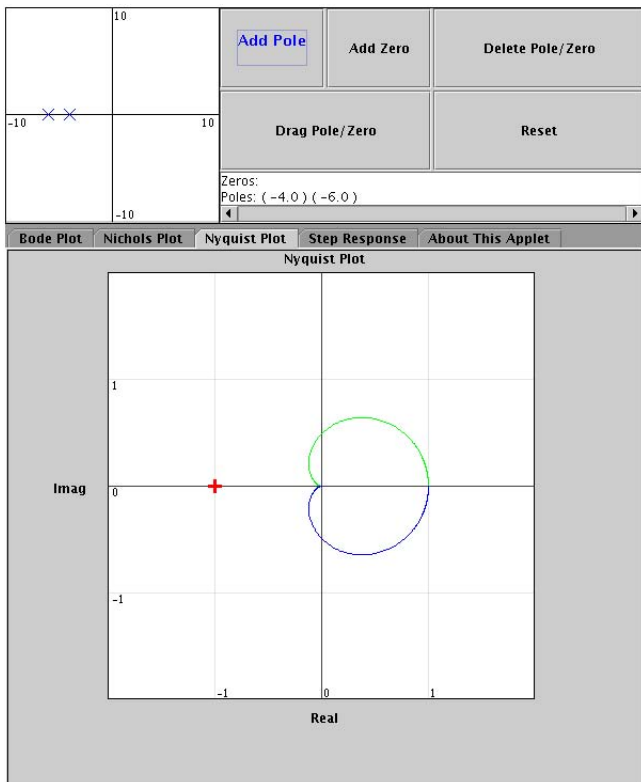 10
-10 10
-10
Add Pole Add Zero Delete Pole/Zero
Drag Pole/Zero Reset
Zeros:
Poles: ( -4.0 ) ( -6.0 )
Bode Plot Nichols Plot Nyquist Plot Step Response About This Applet
Nyquist Plot
1
Imag 0
-1
-1 0 1
Real